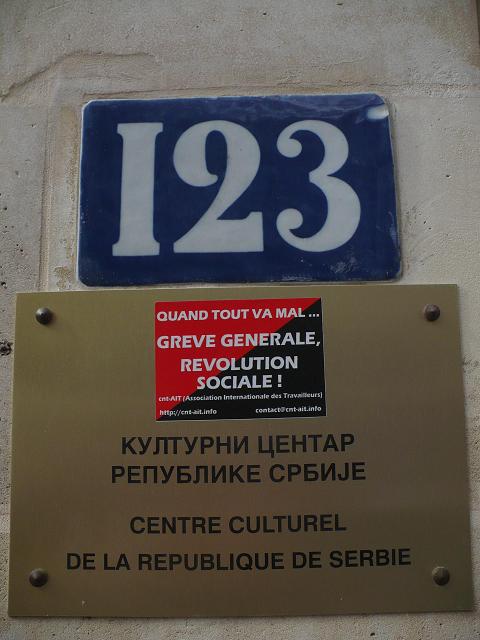 123
QUAND TOUT VA MAL ...
GREVE GENERALE,
REVOLUTION
SOCIALE !
cnt-AIT (Association Internationale des Travailleurs)
http://cnt-ait.info contact@cnt-ait.info
КУЛТУРНИ ЦЕНТАР
РЕПУБЛИКЕ СРБИЈЕ
CENTRE CULTUREL
DE LA REPUBLIQUE DE SERBIE